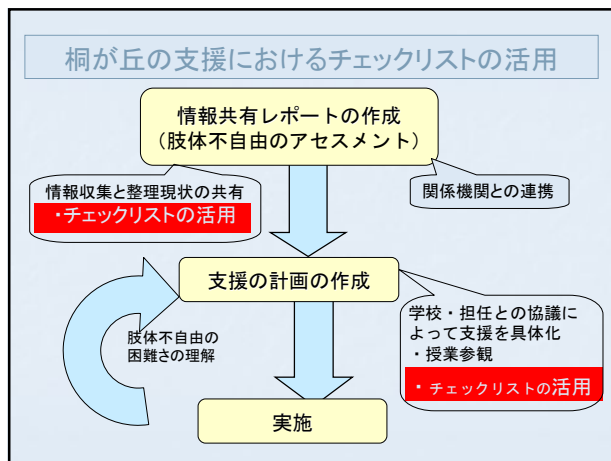 桐が丘の支援におけるチェックリストの活用
情報共有レポートの作成
（肢体不自由のアセスメント）
情報収集と整理現状の共有
・チェックリストの活用
関係機関との連携
支援の計画の作成
学校・担任との協議に
よって支援を具体化
・授業参観
・チェックリストの活用
肢体不自由の
困難さの理解
実施